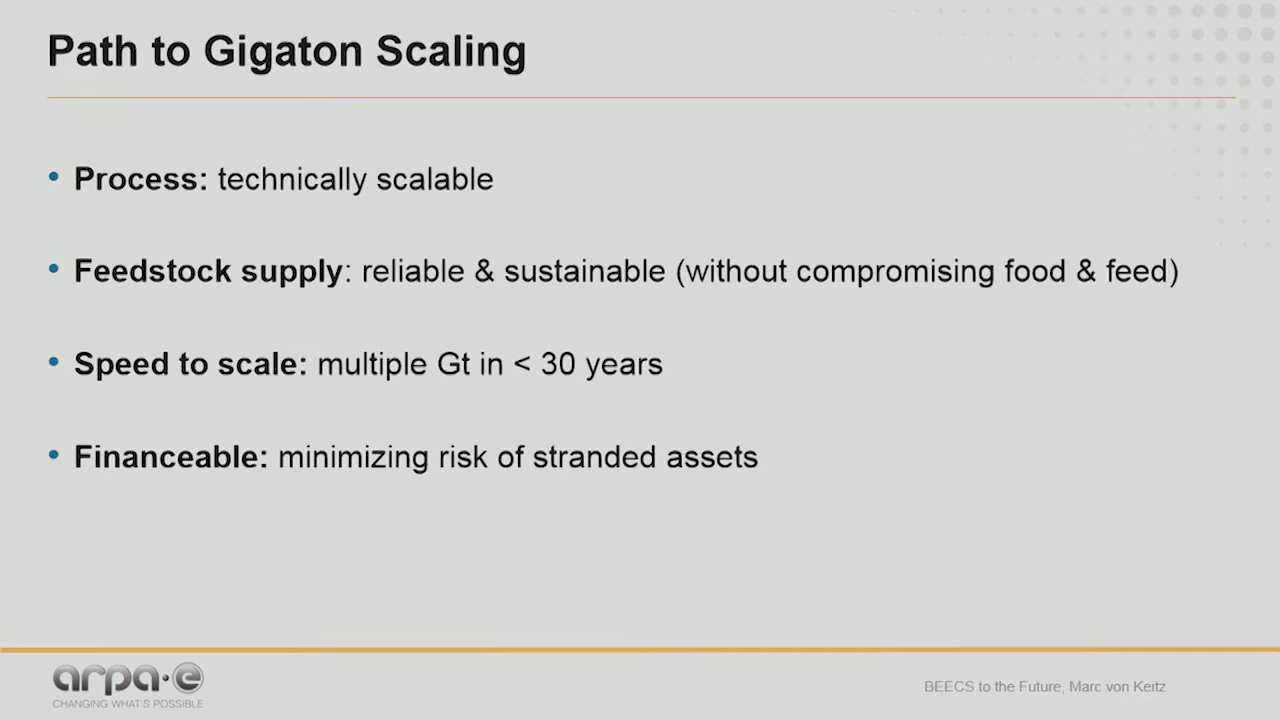 Path to Gigaton Scaling
• Process: technically scalable
• Feedstock supply: reliable & sustainable (without compromising food & feed)
• Speed to scale: multiple Gt in < 30 years
• Financeable: minimizing risk of stranded assets
arpa·e
CHANGING WHAT'S POSSIBLE
BEECS to the Future, Marc von Keitz